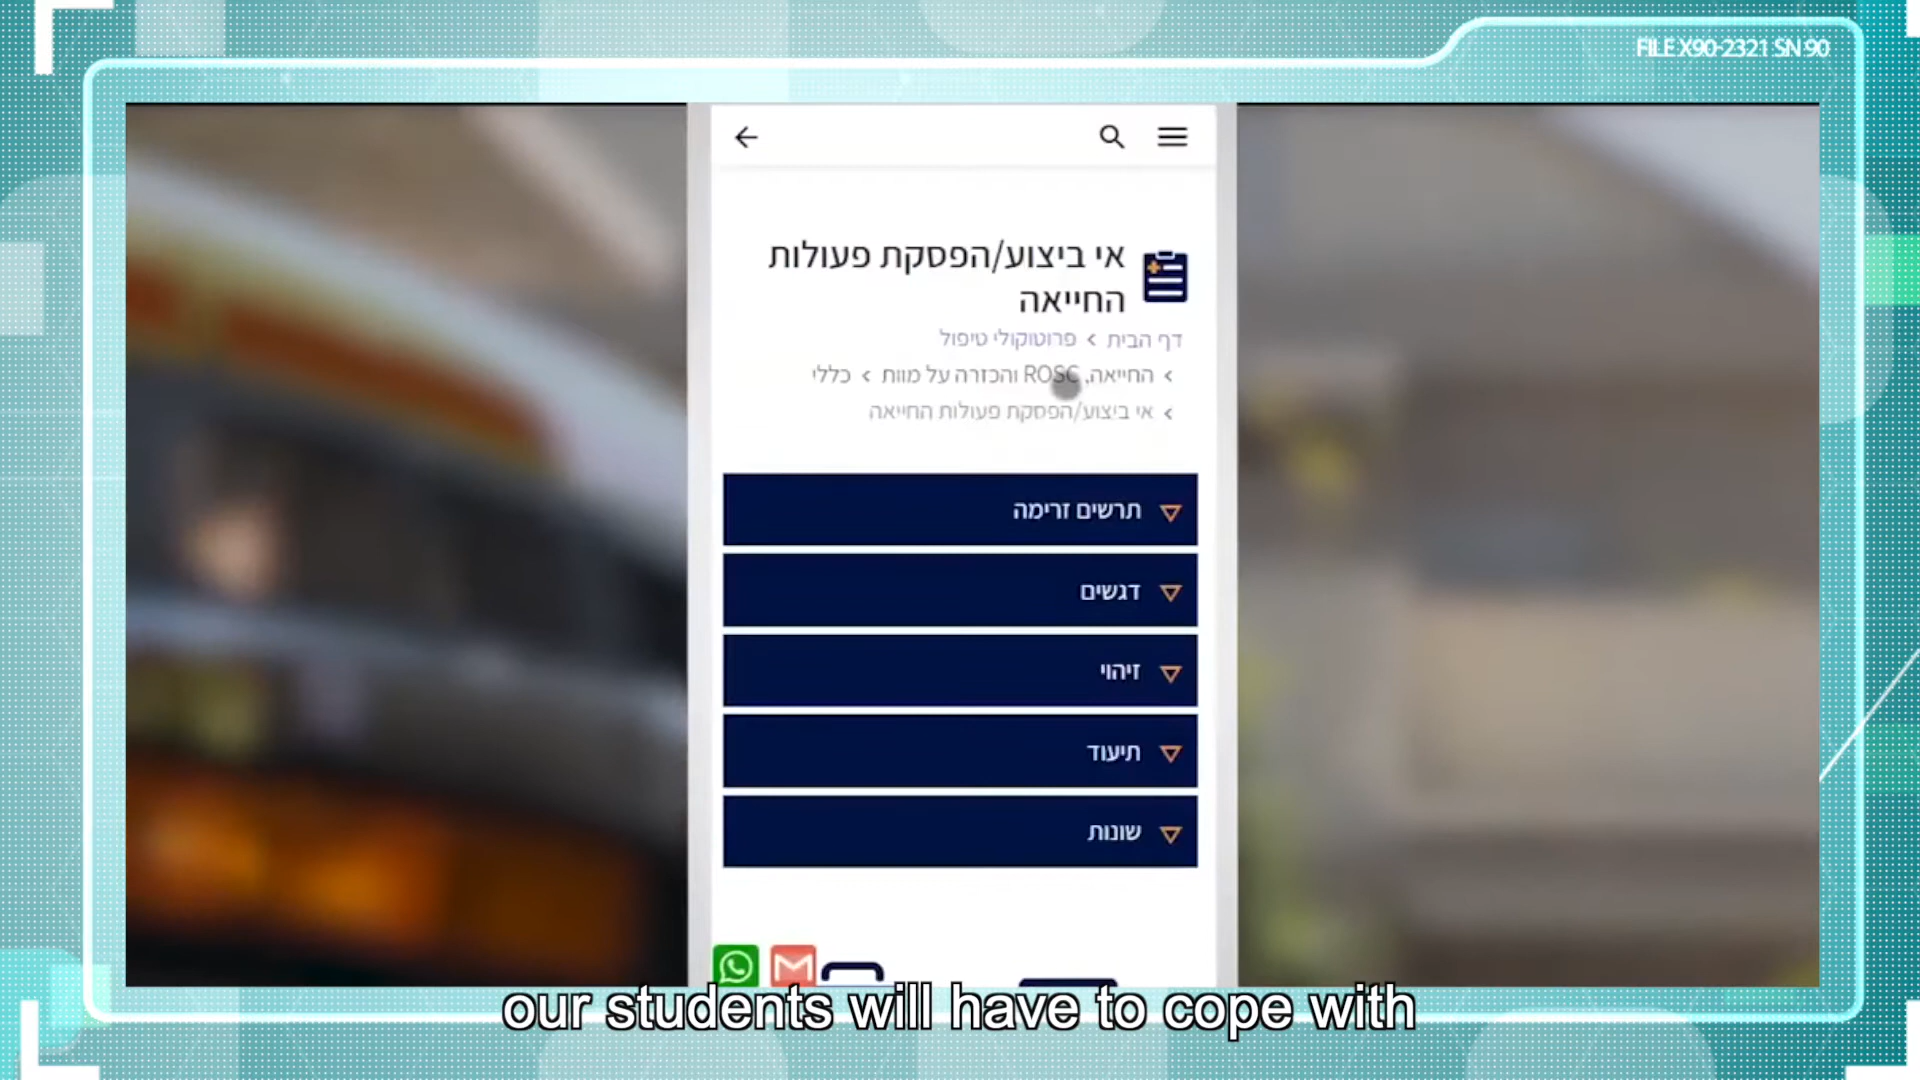 FILE X90-2321 SN 90
אי ביצוע/הפסקת פעולות
החייאה
דף הבית > פרוטוקולי טיפול
> החייאה, ROSC והכזרה על מוות > כללי
> אי ביצוע/הפסקת פעולות החייאה
תרשים זרימה
דגשים
זיהוי
תיעוד
שונות
our students will have to cope with